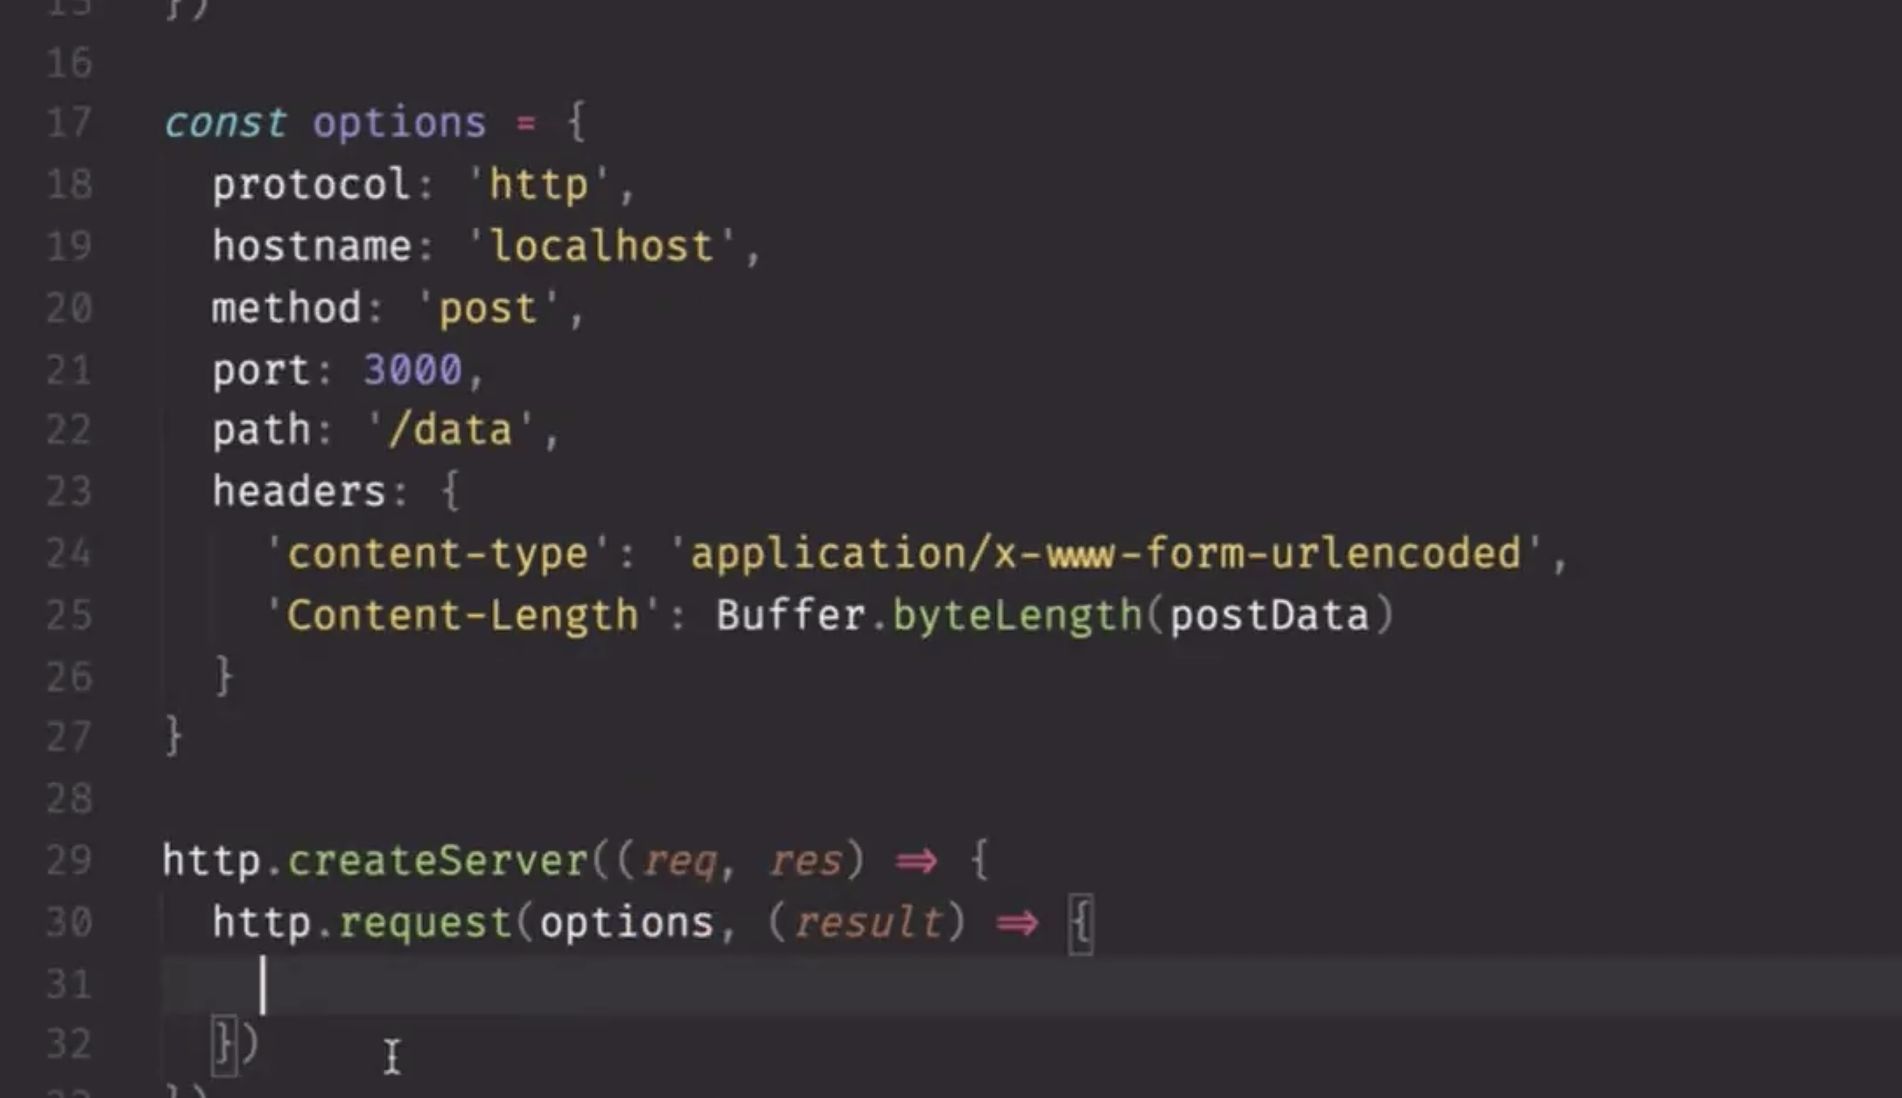 15 })
16
17 const options = {
18 protocol: 'http',
19 hostname: 'localhost',
20 method: 'post',
21 port: 3000,
22 path: '/data',
23 headers: {
24 'content-type': 'application/x-www-form-urlencoded',
25 'Content-Length': Buffer.byteLength(postData)
26 }
27 }
28
29 http.createServer((req, res) => {
30 http.request(options, (result) => {
31
32 })
33 })